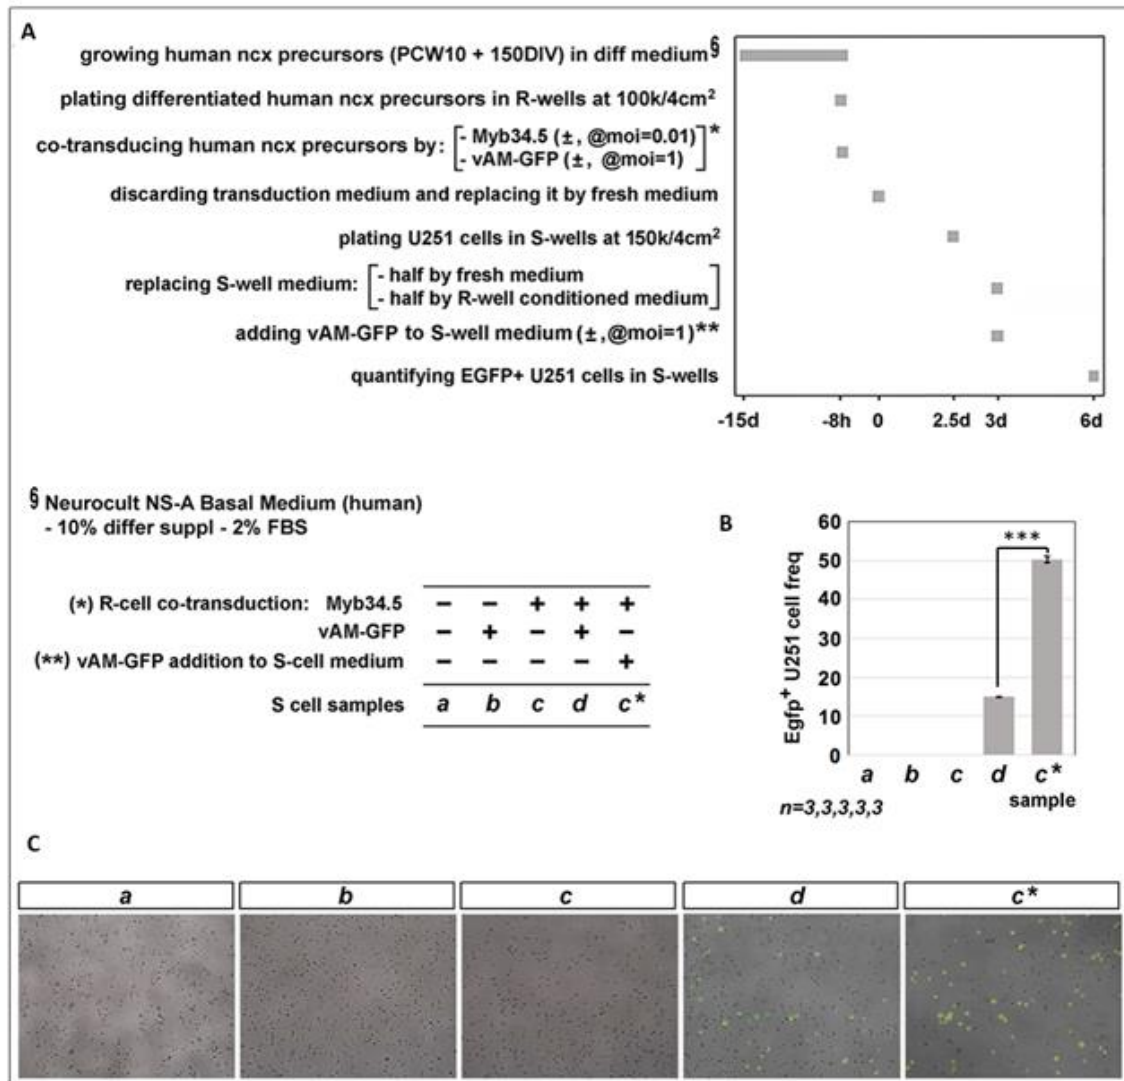 A
growing human ncx precursors (PCW10 + 150DIV) in diff medium§
plating differentiated human ncx precursors in R-wells at 100k/4cm²
co-transducing human ncx precursors by: - Myb34.5 (±, @moi=0.01) *
- vAM-GFP (±, @moi=1)
discarding transduction medium and replacing it by fresh medium
plating U251 cells in S-wells at 150k/4cm²
replacing S-well medium: - half by fresh medium
- half by R-well conditioned medium
adding vAM-GFP to S-well medium (±,@moi=1)**
quantifying EGFP+ U251 cells in S-wells
-15d -8h 0 2.5d 3d 6d
§ Neurocult NS-A Basal Medium (human)
- 10% differ suppl - 2% FBS
(*) R-cell co-transduction: Myb34.5 − − + + +
vAM-GFP − + − + −
(**) vAM-GFP addition to S-cell medium − − − − +
S cell samples a b c d c*
B
Egfp⁺ U251 cell freq
60
50
40
30
20
10
0
***
a b c d c*
sample
n=3,3,3,3,3
C
a b c d c*